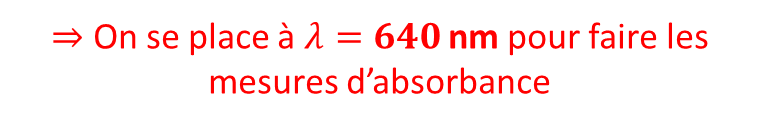 ⇒ On se place à λ = 640 nm pour faire les
mesures d’absorbance